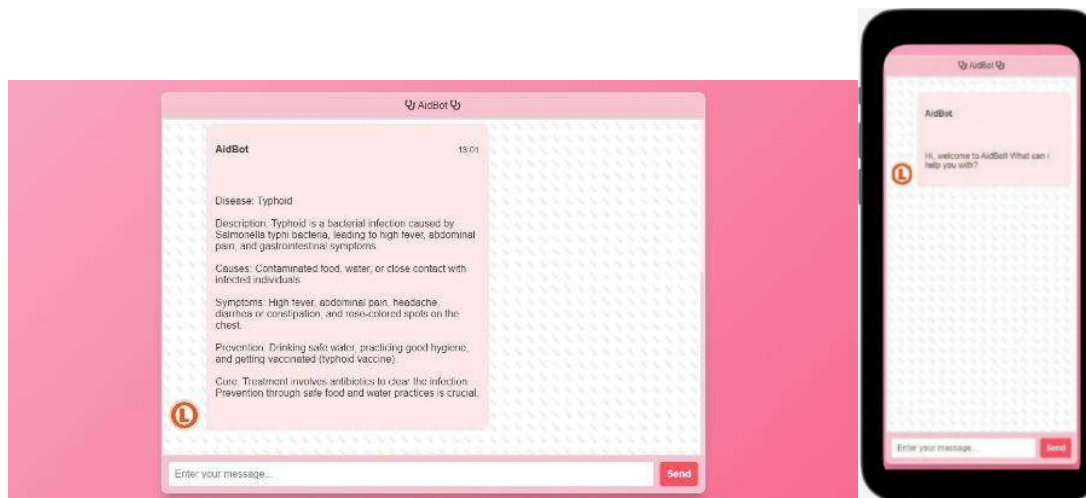 AidBot
AidBot 13:01
Disease: Typhoid
Description: Typhoid is a bacterial infection caused by
Salmonella typhi bacteria, leading to high fever, abdominal
pain, and gastrointestinal symptoms.
Causes: Contaminated food, water, or close contact with
infected individuals.
Symptoms: High fever, abdominal pain, headache,
diarrhea or constipation, and rose-colored spots on the
chest.
Prevention: Drinking safe water, practicing good hygiene,
and getting vaccinated (typhoid vaccine).
Cure: Treatment involves antibiotics to clear the infection.
Prevention through safe food and water practices is crucial.
L
Enter your message...
Send
AidBot
AidBot
Hi, welcome to AidBot! What can I
help you with?
L
Enter your message...
Send